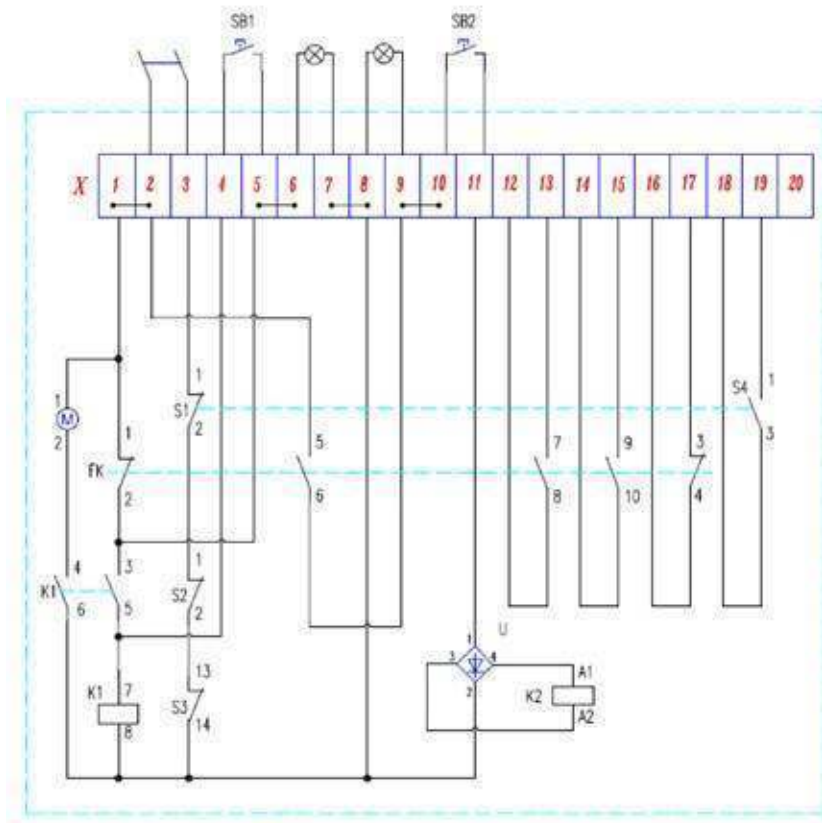 SB1 SB2
X 1 2 3 4 5 6 7 8 9 10 11 12 13 14 15 16 17 18 19 20
1 1 1
S1 S4
M
2 2 3
1 5 7 9 3
fK
2 6 8 10 4
4 3 1
K1 S2
6 5 2
U
1
3 4
2
13 A1
K1 7 K2
S3
8 14 A2